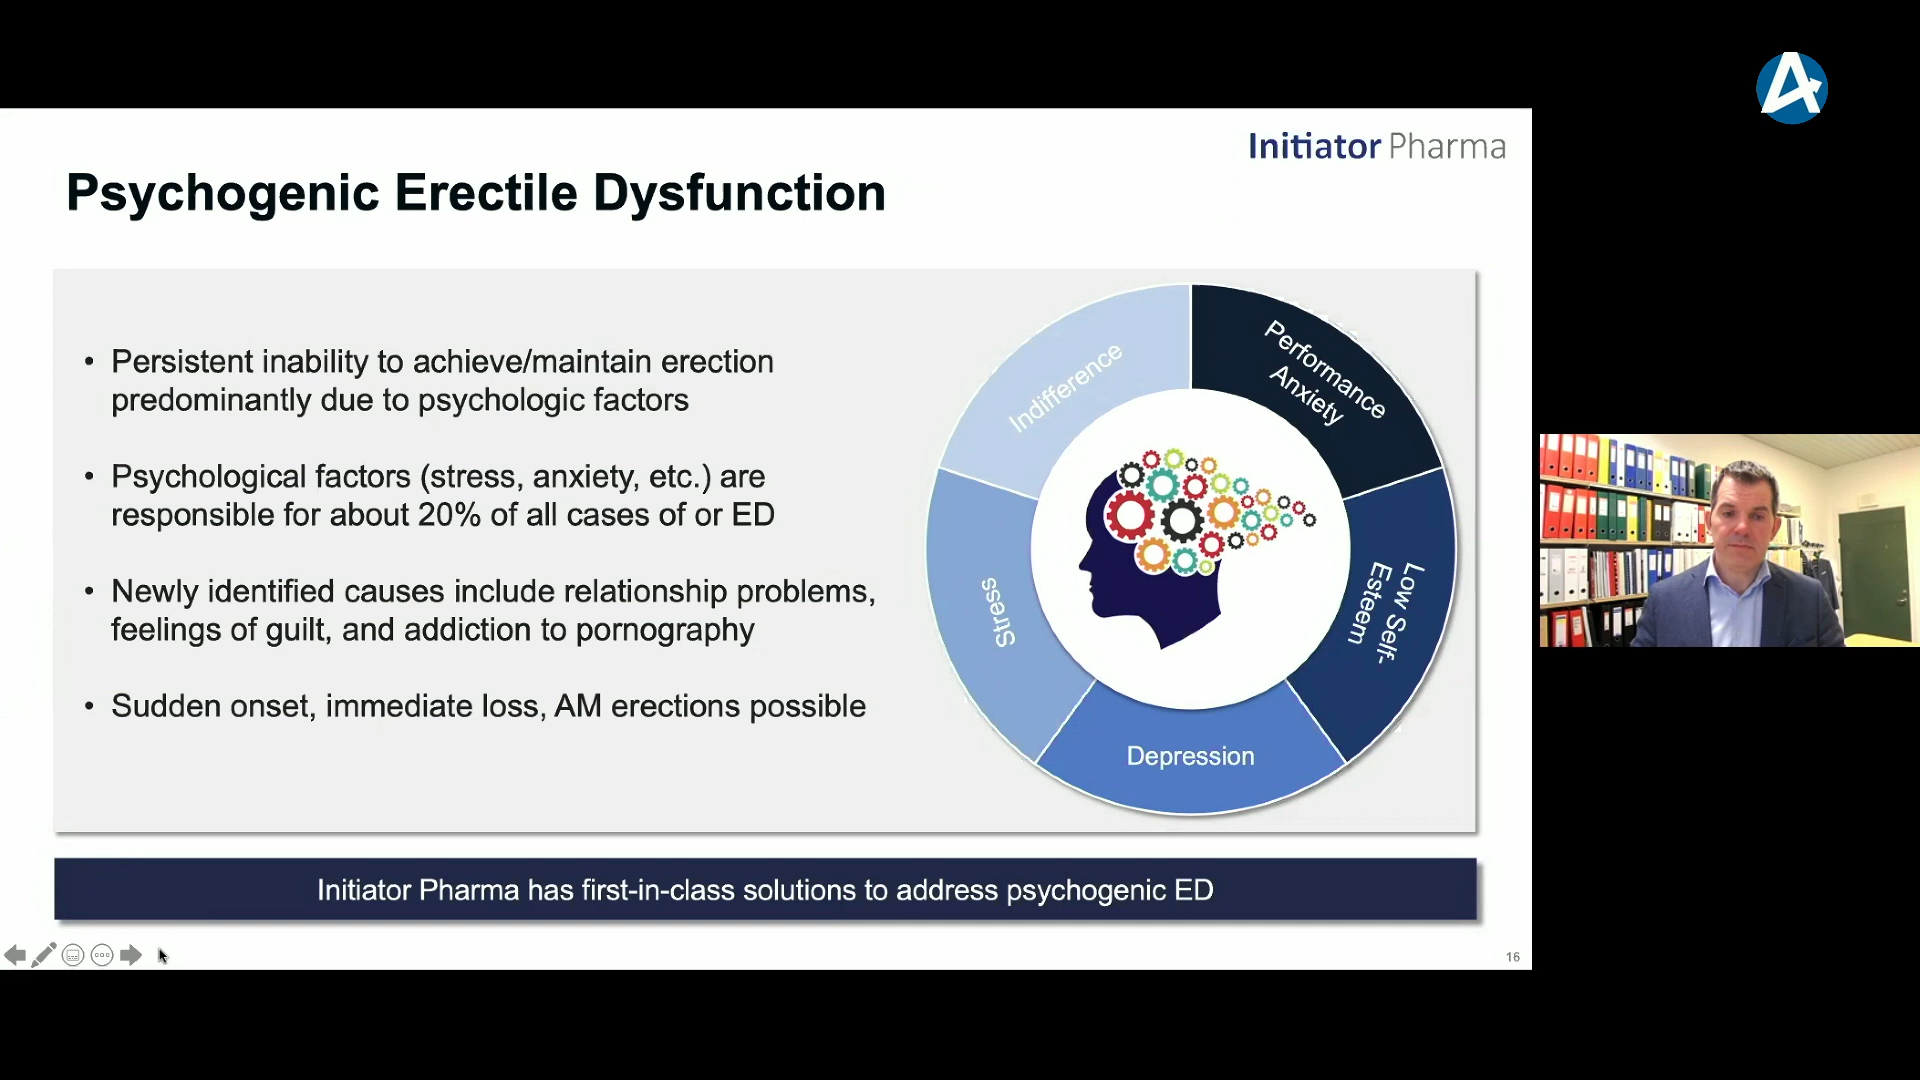 Initiator Pharma
Psychogenic Erectile Dysfunction
• Persistent inability to achieve/maintain erection
predominantly due to psychologic factors
• Psychological factors (stress, anxiety, etc.) are
responsible for about 20% of all cases of or ED
• Newly identified causes include relationship problems,
feelings of guilt, and addiction to pornography
• Sudden onset, immediate loss, AM erections possible
Indifference
Performance
Anxiety
Stress
Low Self-
Esteem
Depression
Initiator Pharma has first-in-class solutions to address psychogenic ED
16